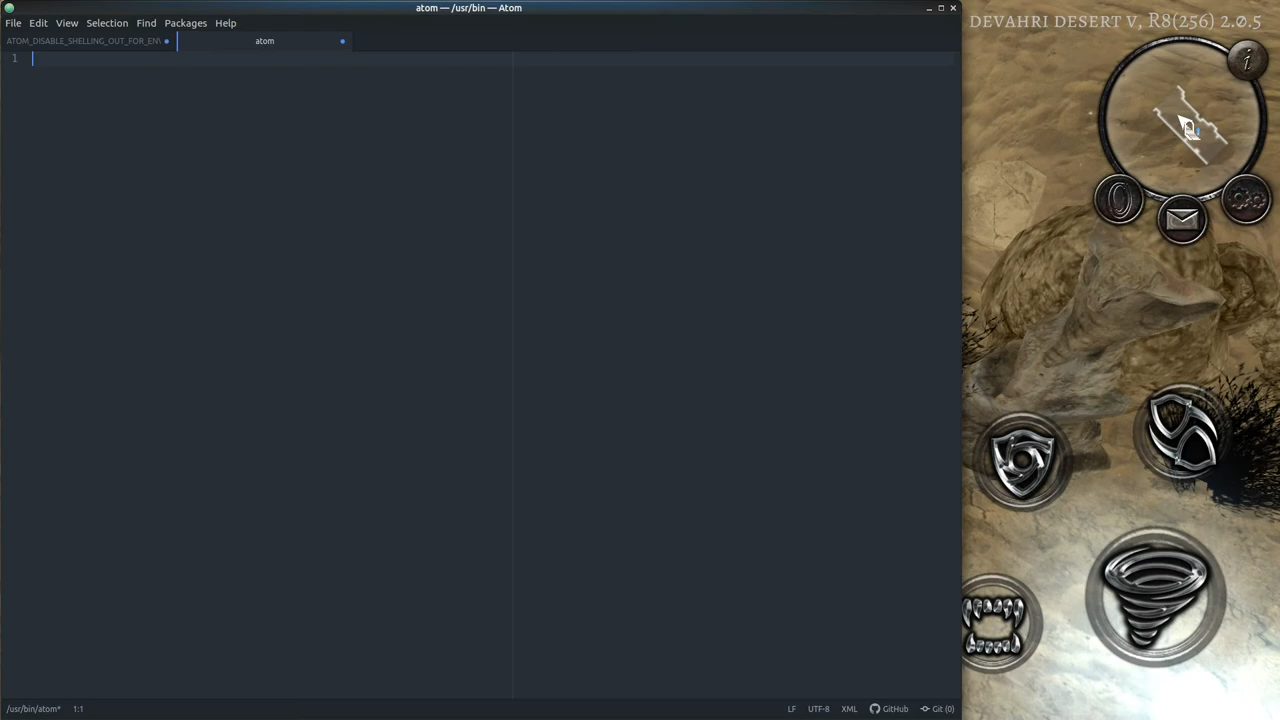 atom — /usr/bin — Atom
File Edit View Selection Find Packages Help
ATOM_DISABLE_SHELLING_OUT_FOR_ENV atom
1
/usr/bin/atom* 1:1 LF UTF-8 XML GitHub Git (0)
DEVAHRI DESERT V, R8(256) 2.0.5
i